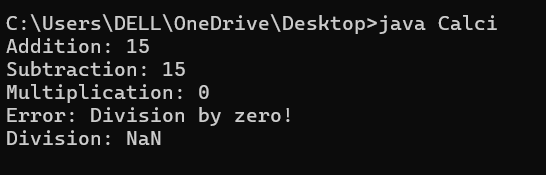 C:\Users\DELL\OneDrive\Desktop>java Calci
Addition: 15
Subtraction: 15
Multiplication: 0
Error: Division by zero!
Division: NaN